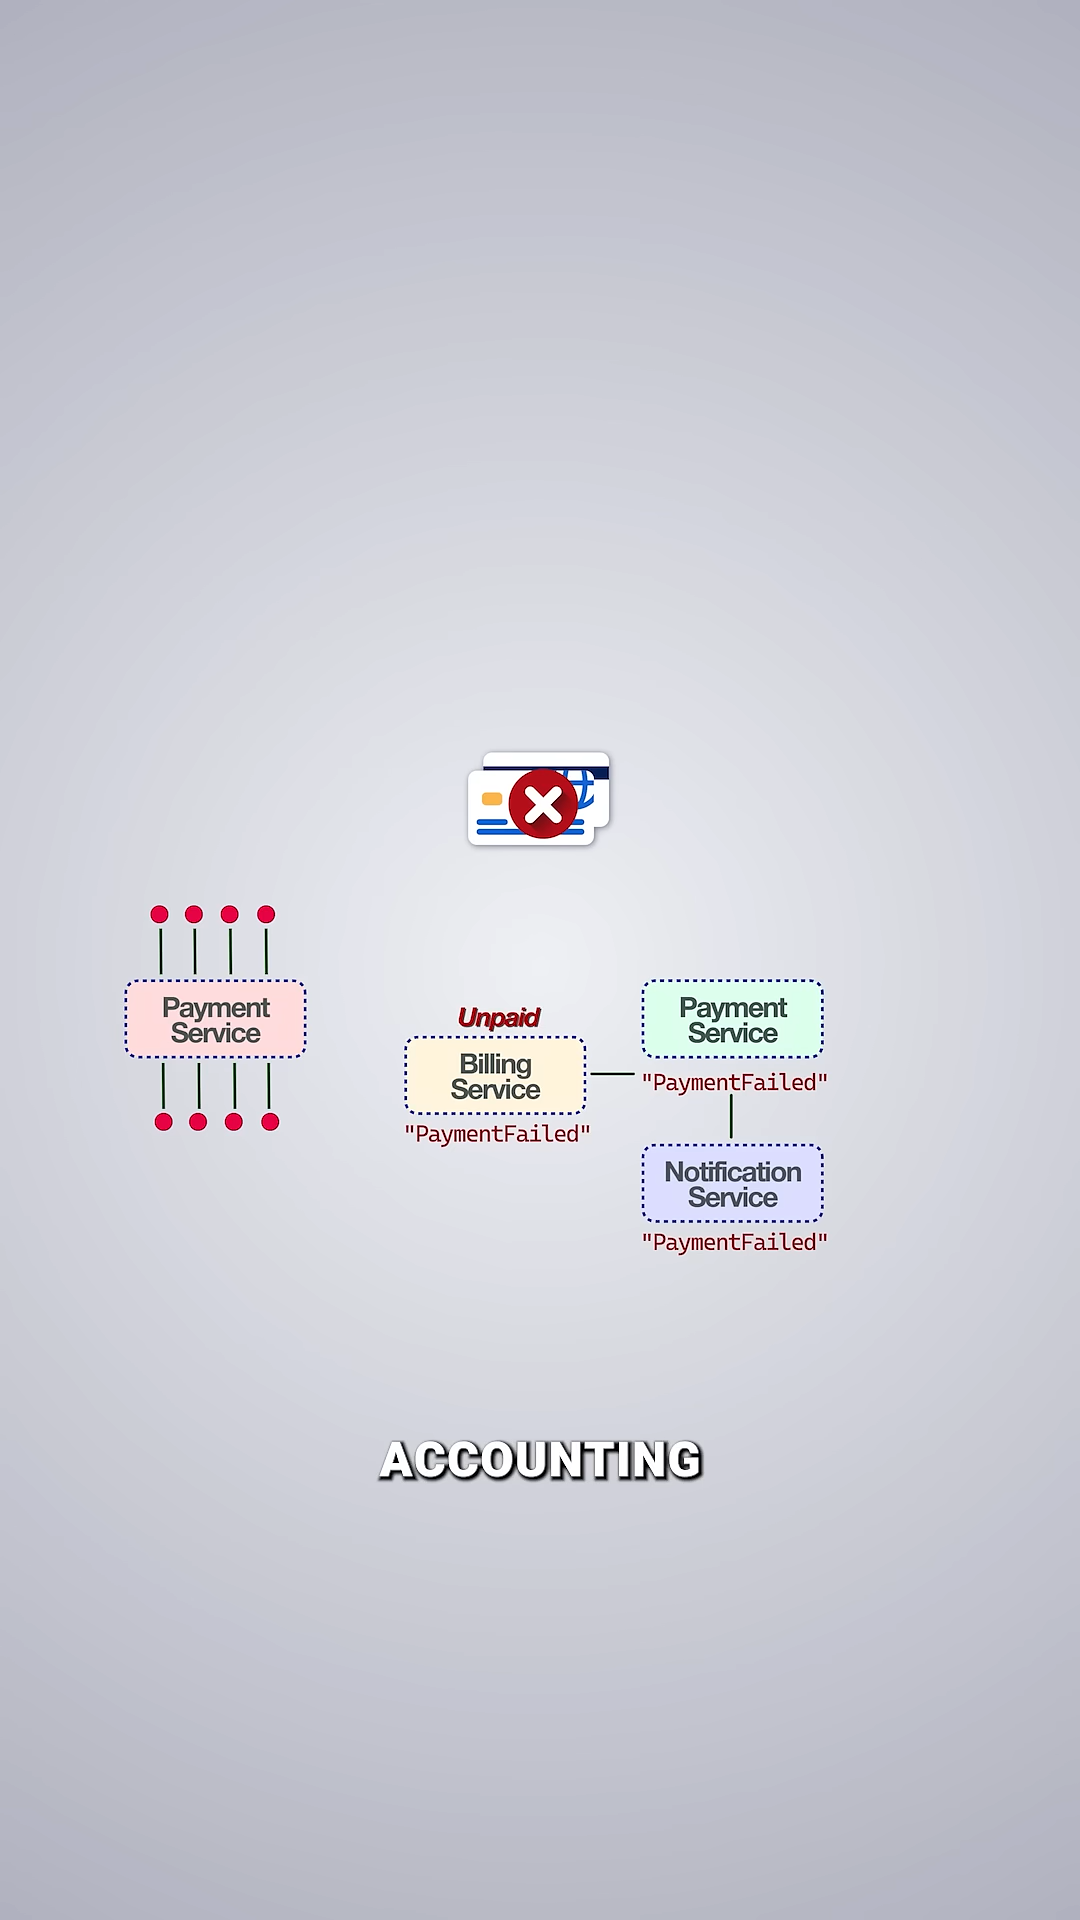 Payment
Service
Unpaid
Billing
Service
"PaymentFailed"
Payment
Service
"PaymentFailed"
Notification
Service
"PaymentFailed"
ACCOUNTING